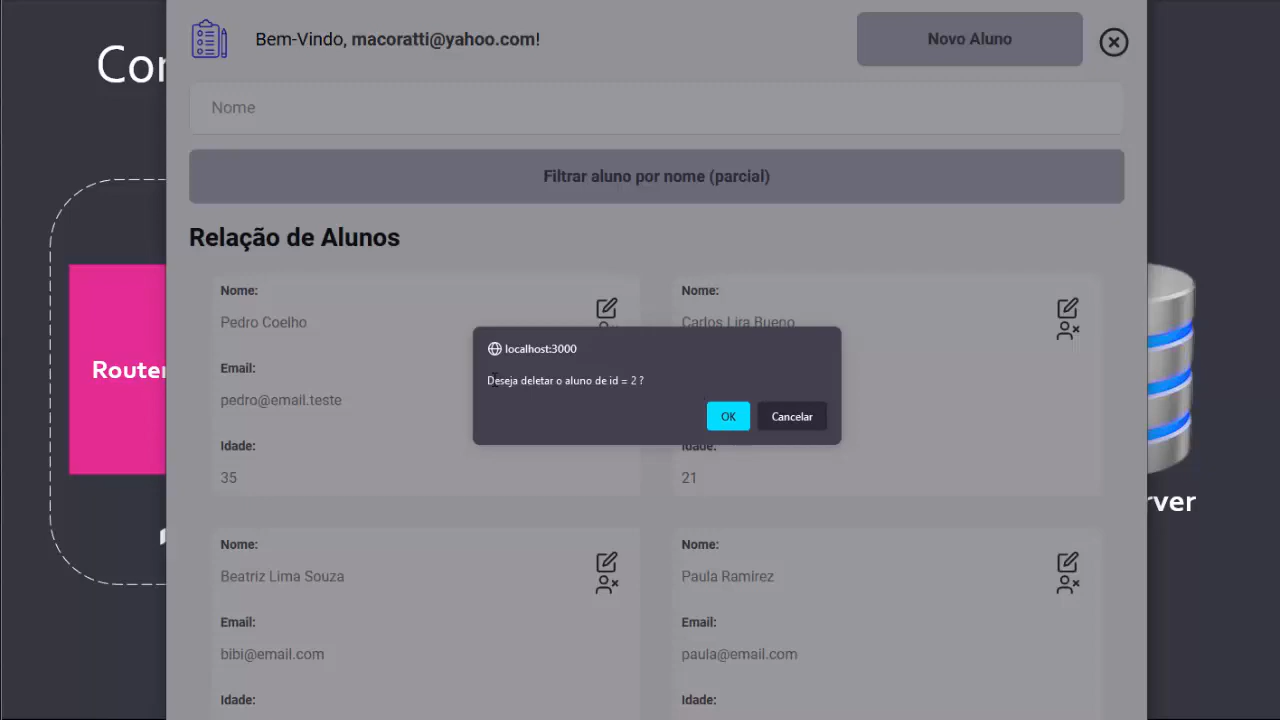 Con
Bem-Vindo, macoratti@yahoo.com!
Novo Aluno
Nome
Filtrar aluno por nome (parcial)
Relação de Alunos
Nome:
Pedro Coelho
Email:
pedro@email.teste
Idade:
35
Nome:
Carlos Lira Bueno
localhost:3000
Deseja deletar o aluno de id = 2 ?
OK
Cancelar
Idade:
21
Nome:
Beatriz Lima Souza
Email:
bibi@email.com
Idade:
Nome:
Paula Ramirez
Email:
paula@email.com
Idade:
Router
rver